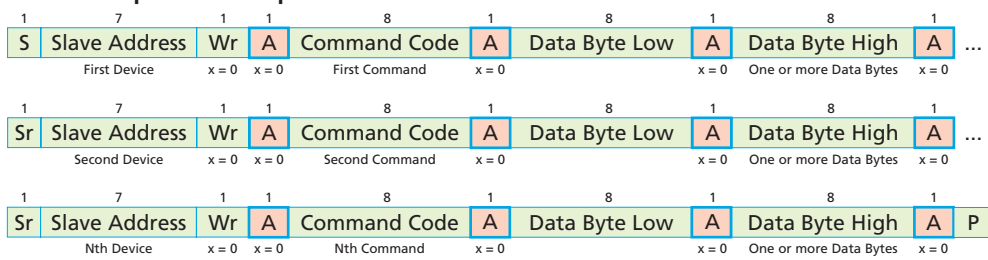 1 7 1 1 8 1 8 1 8 1
S Slave Address Wr A Command Code A Data Byte Low A Data Byte High A ...
First Device x = 0 x = 0 First Command x = 0 x = 0 One or more Data Bytes x = 0
1 7 1 1 8 1 8 1 8 1
Sr Slave Address Wr A Command Code A Data Byte Low A Data Byte High A ...
Second Device x = 0 x = 0 Second Command x = 0 x = 0 One or more Data Bytes x = 0
1 7 1 1 8 1 8 1 8 1
Sr Slave Address Wr A Command Code A Data Byte Low A Data Byte High A P
Nth Device x = 0 x = 0 Nth Command x = 0 x = 0 One or more Data Bytes x = 0